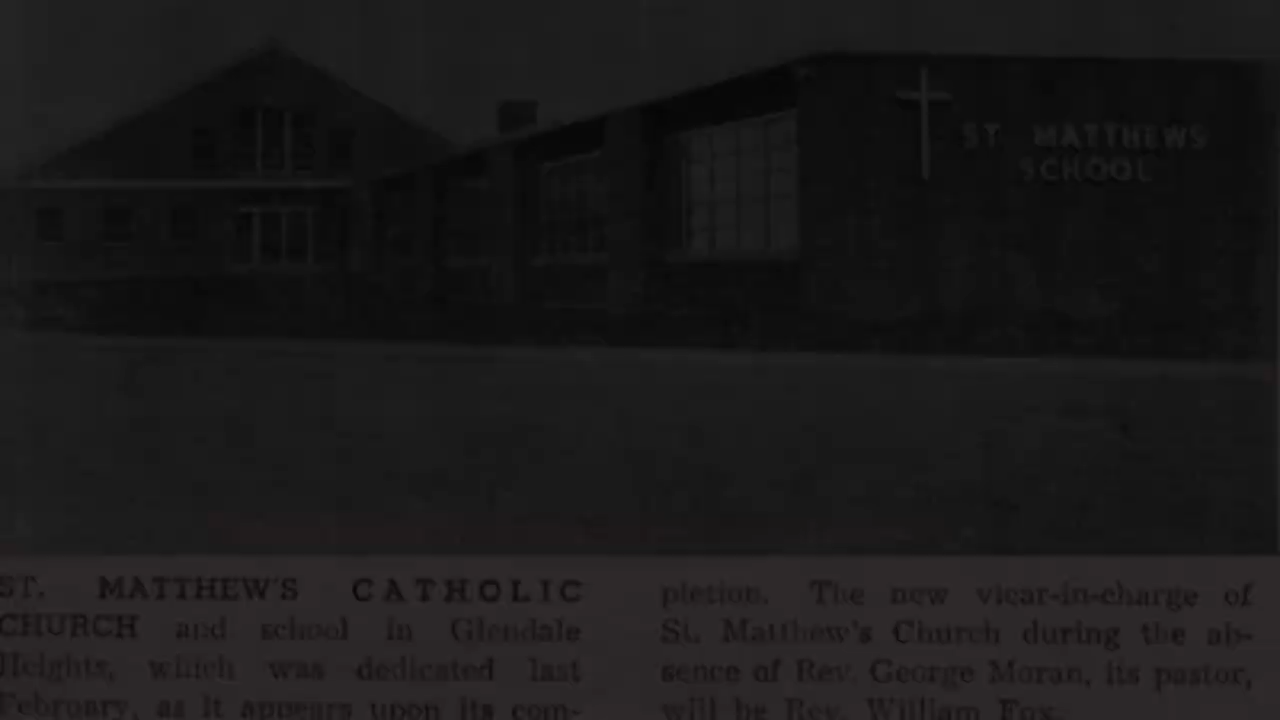 ST. MATTHEWS
SCHOOL
ST. MATTHEW'S CATHOLIC
CHURCH and school in Glendale
Heights, which was dedicated last
February, as it appears upon its com-
pletion. The new vicar-in-charge of
St. Matthew's Church during the ab-
sence of Rev. George Moran, its pastor,
will be Rev. William Fox.